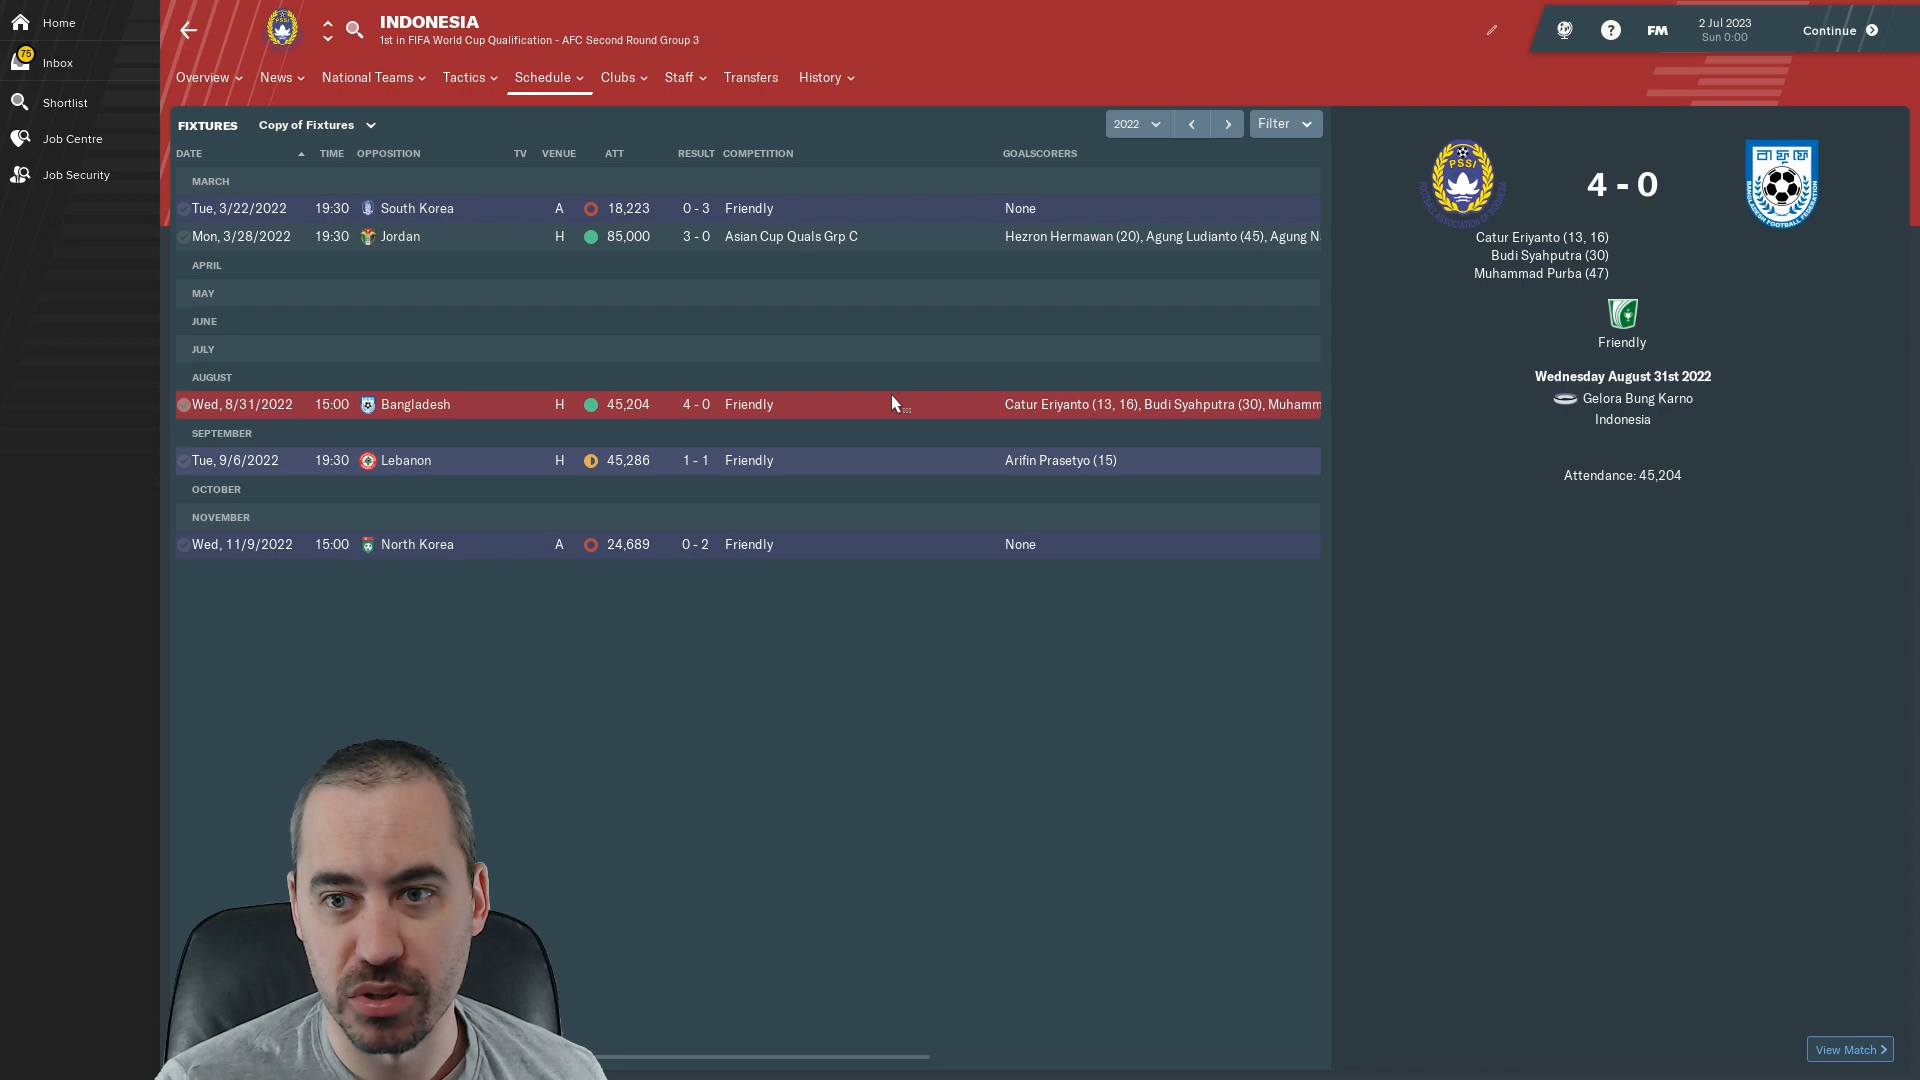 Home
75
Inbox
Shortlist
Job Centre
Job Security
INDONESIA
1st in FIFA World Cup Qualification - AFC Second Round Group 3
FM
2 Jul 2023
Sun 0:00
Continue
Overview
News
National Teams
Tactics
Schedule
Clubs
Staff
Transfers
History
FIXTURES Copy of Fixtures 2022 Filter
DATE TIME OPPOSITION TV VENUE ATT RESULT COMPETITION GOALSCORERS
MARCH
Tue, 3/22/2022 19:30 South Korea A 18,223 0 - 3 Friendly None
Mon, 3/28/2022 19:30 Jordan H 85,000 3 - 0 Asian Cup Quals Grp C Hezron Hermawan (20), Agung Ludianto (45), Agung N
APRIL
MAY
JUNE
JULY
AUGUST
Wed, 8/31/2022 15:00 Bangladesh H 45,204 4 - 0 Friendly Catur Eriyanto (13, 16), Budi Syahputra (30), Muhamm
SEPTEMBER
Tue, 9/6/2022 19:30 Lebanon H 45,286 1 - 1 Friendly Arifin Prasetyo (15)
OCTOBER
NOVEMBER
Wed, 11/9/2022 15:00 North Korea A 24,689 0 - 2 Friendly None
PSSI
FOOTBALL ASSOCIATION OF INDONESIA
4 - 0
বাফুফে
BANGLADESH FOOTBALL FEDERATION
Catur Eriyanto (13, 16)
Budi Syahputra (30)
Muhammad Purba (47)
Friendly
Wednesday August 31st 2022
Gelora Bung Karno
Indonesia
Attendance: 45,204
View Match